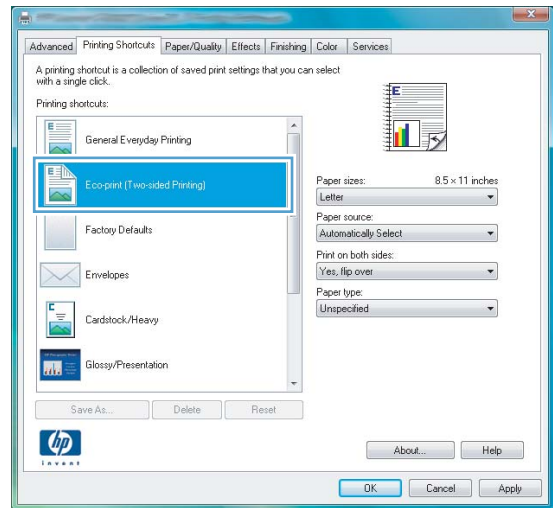 Advanced Printing Shortcuts Paper/Quality Effects Finishing Color Services
A printing shortcut is a collection of saved print settings that you can select
with a single click.
Printing shortcuts:
E
General Everyday Printing
E
Eco-print (Two-sided Printing)
Factory Defaults
Envelopes
C
Cardstock/Heavy
Glossy/Presentation
Save As... Delete Reset
E
Paper sizes: 8.5 × 11 inches
Letter
Paper source:
Automatically Select
Print on both sides:
Yes, flip over
Paper type:
Unspecified
hp
invent
About... Help
OK Cancel Apply